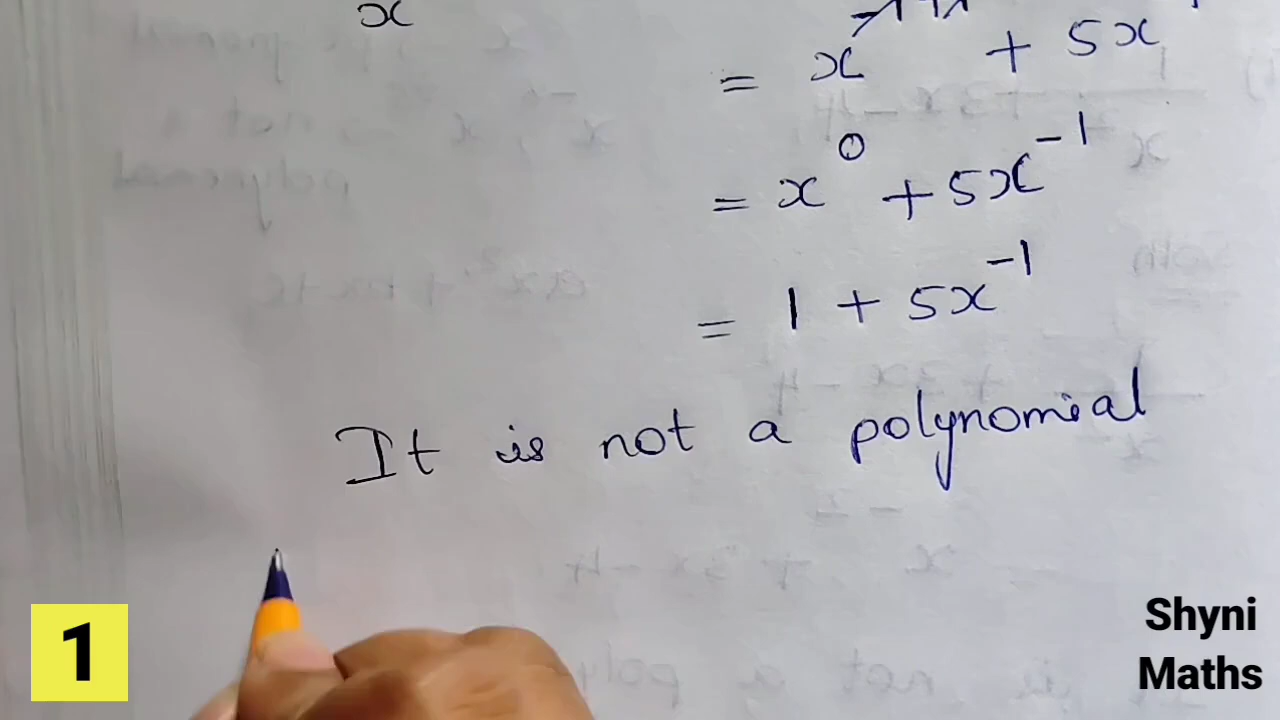 x
= x + 5x
= x⁰ + 5x⁻¹
= 1 + 5x⁻¹
It is not a polynomial
1
Shyni
Maths